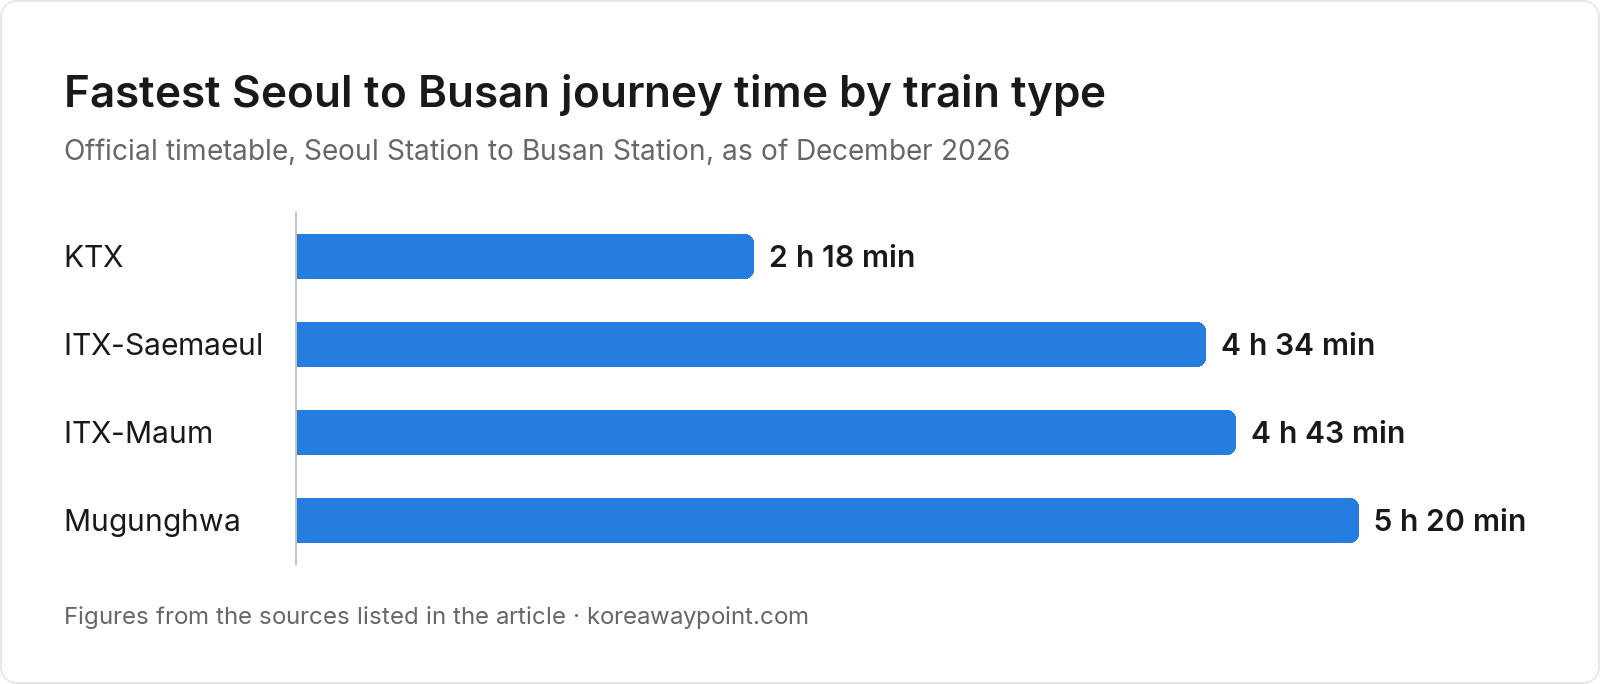 Fastest Seoul to Busan journey time by train type
Official timetable, Seoul Station to Busan Station, as of December 2026
KTX 2 h 18 min
ITX-Saemaeul 4 h 34 min
ITX-Maum 4 h 43 min
Mugunghwa 5 h 20 min
Figures from the sources listed in the article · koreawaypoint.com